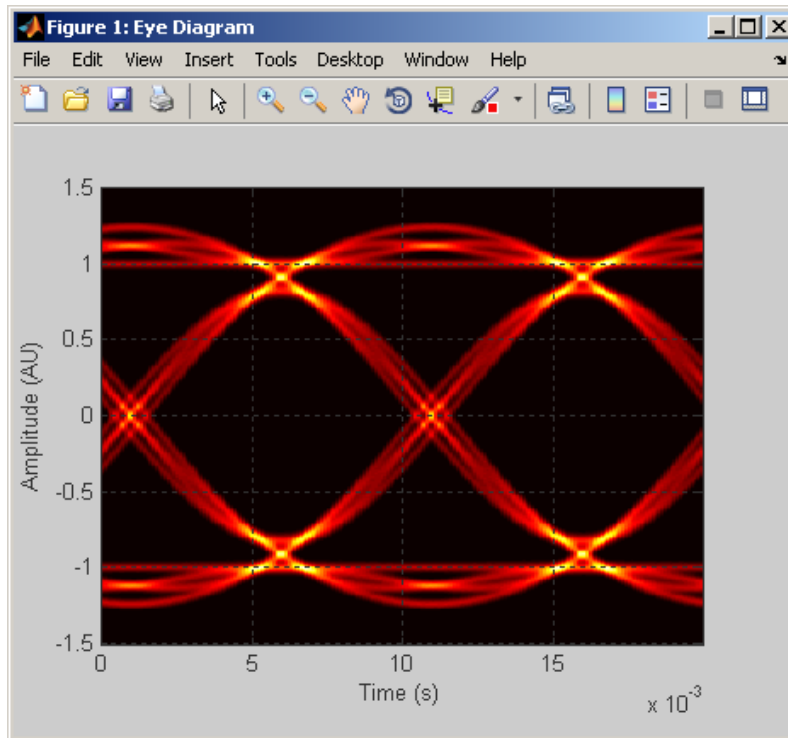 Figure 1: Eye Diagram
File Edit View Insert Tools Desktop Window Help
1.5
1
0.5
0
-0.5
-1
-1.5
Amplitude (AU)
0 5 10 15
Time (s)
x 10^-3